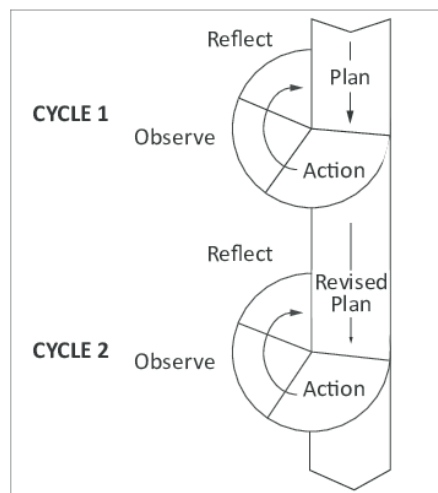 Reflect
Plan
CYCLE 1
Observe
Action
Reflect
Revised
Plan
CYCLE 2
Observe
Action